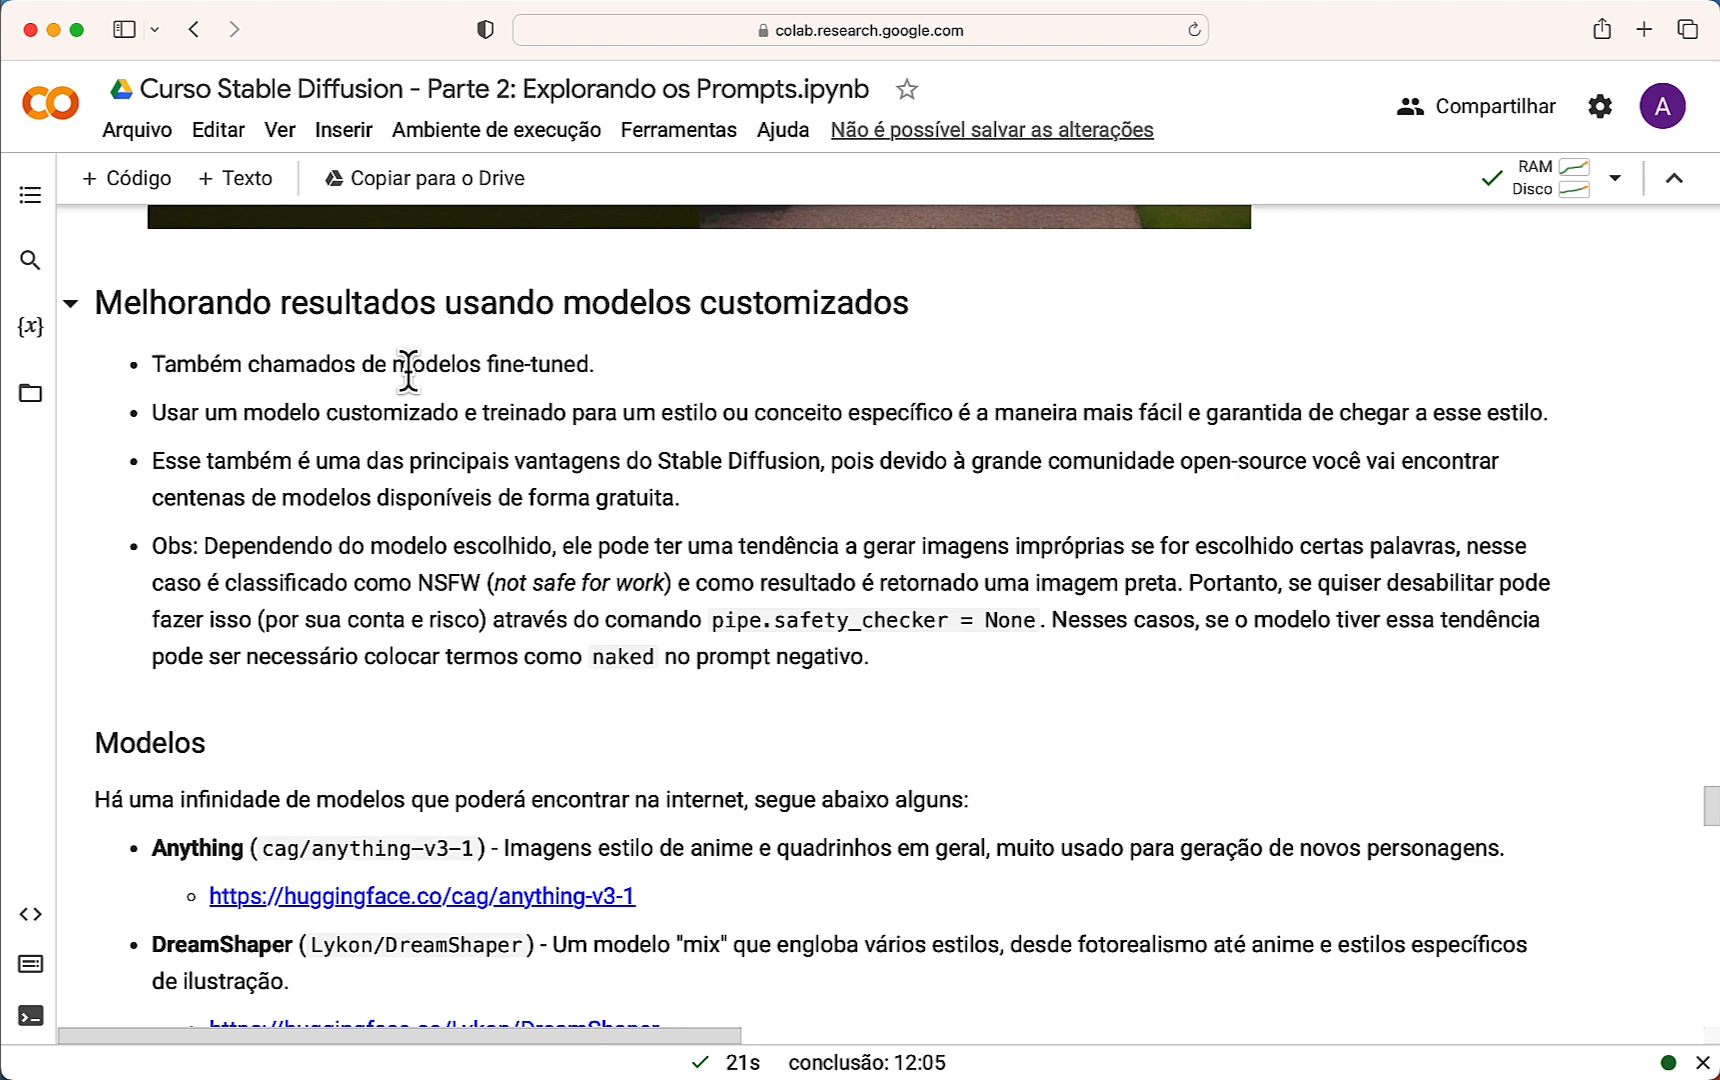 colab.research.google.com
Curso Stable Diffusion - Parte 2: Explorando os Prompts.ipynb
Arquivo Editar Ver Inserir Ambiente de execução Ferramentas Ajuda Não é possível salvar as alterações
Compartilhar
A
+ Código + Texto Copiar para o Drive
RAM
Disco
Melhorando resultados usando modelos customizados
• Também chamados de modelos fine-tuned.
• Usar um modelo customizado e treinado para um estilo ou conceito específico é a maneira mais fácil e garantida de chegar a esse estilo.
• Esse também é uma das principais vantagens do Stable Diffusion, pois devido à grande comunidade open-source você vai encontrar
centenas de modelos disponíveis de forma gratuita.
• Obs: Dependendo do modelo escolhido, ele pode ter uma tendência a gerar imagens impróprias se for escolhido certas palavras, nesse
caso é classificado como NSFW (not safe for work) e como resultado é retornado uma imagem preta. Portanto, se quiser desabilitar pode
fazer isso (por sua conta e risco) através do comando pipe.safety_checker = None. Nesses casos, se o modelo tiver essa tendência
pode ser necessário colocar termos como naked no prompt negativo.
Modelos
Há uma infinidade de modelos que poderá encontrar na internet, segue abaixo alguns:
• Anything (cag/anything-v3-1) - Imagens estilo de anime e quadrinhos em geral, muito usado para geração de novos personagens.
https://huggingface.co/cag/anything-v3-1
• DreamShaper (Lykon/DreamShaper) - Um modelo "mix" que engloba vários estilos, desde fotorealismo até anime e estilos específicos
de ilustração.
https://huggingface.co/Lykon/DreamShaper
21s conclusão: 12:05